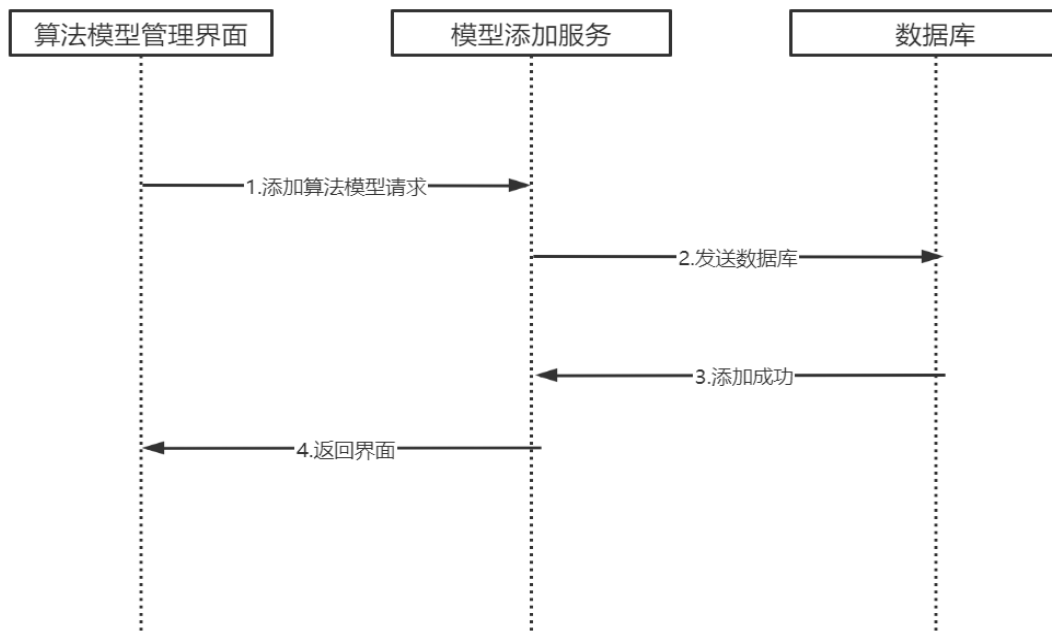 算法模型管理界面
模型添加服务
数据库
1.添加算法模型请求
2.发送数据库
3.添加成功
4.返回界面